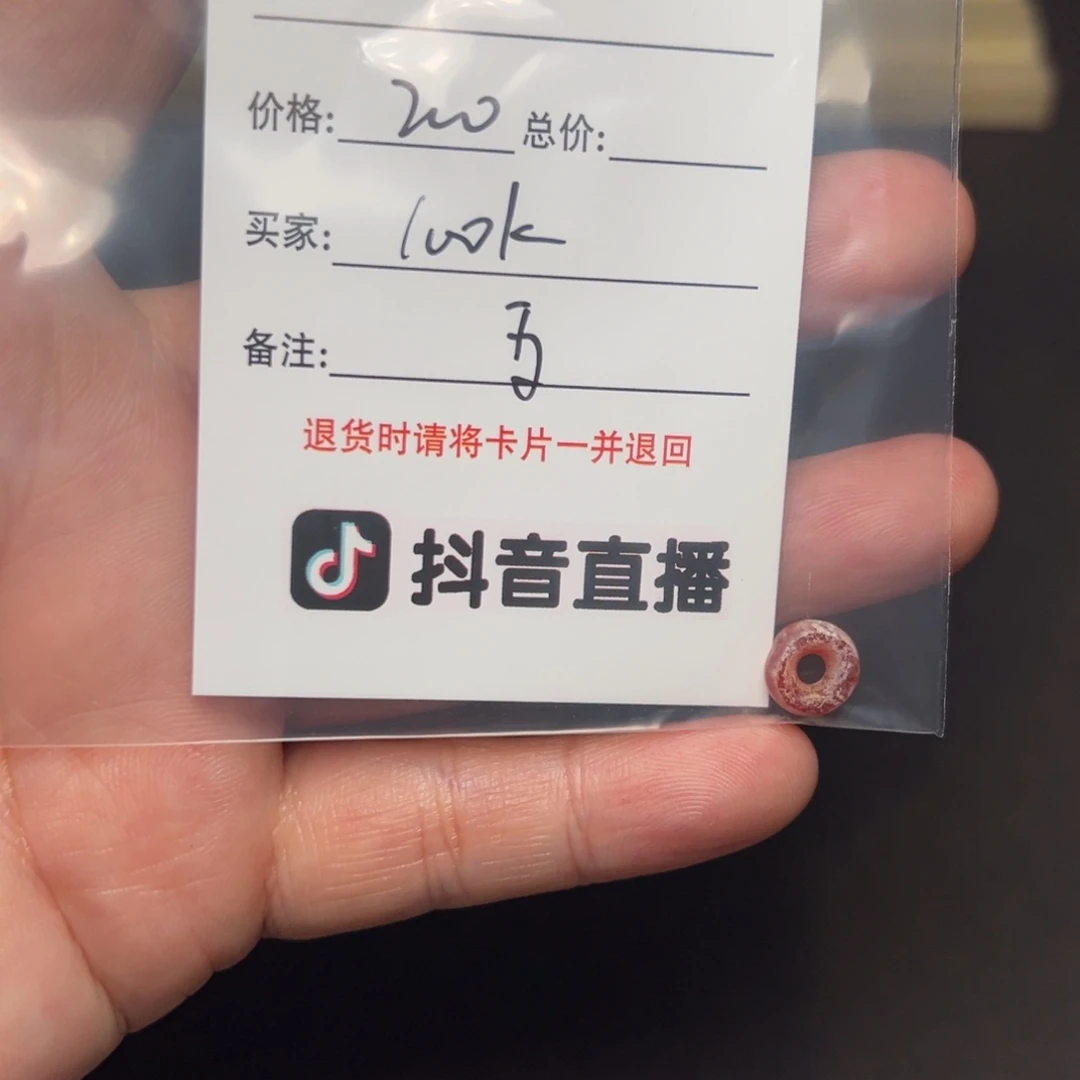 价格: 200 总价:
买家: 100k
备注:
退货时请将卡片一并退回
抖音直播